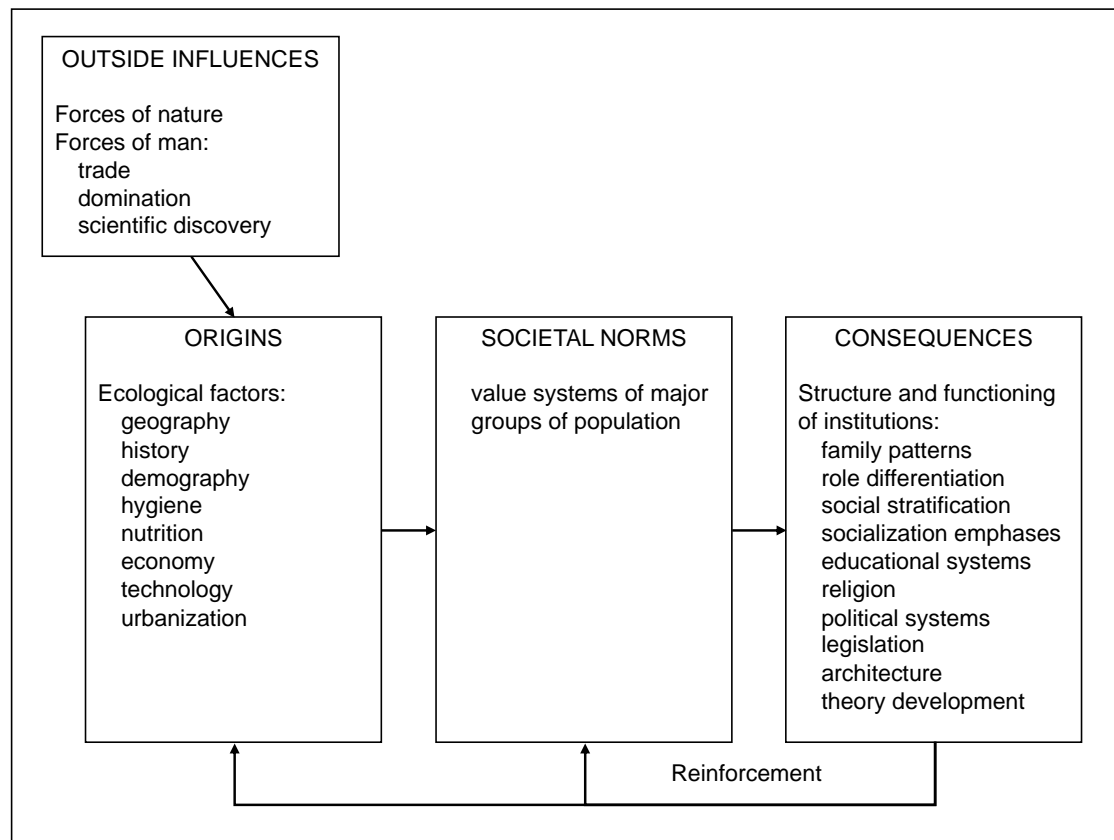 OUTSIDE INFLUENCES
Forces of nature
Forces of man:
trade
domination
scientific discovery
ORIGINS
Ecological factors:
geography
history
demography
hygiene
nutrition
economy
technology
urbanization
SOCIETAL NORMS
value systems of major
groups of population
CONSEQUENCES
Structure and functioning
of institutions:
family patterns
role differentiation
social stratification
socialization emphases
educational systems
religion
political systems
legislation
architecture
theory development
Reinforcement